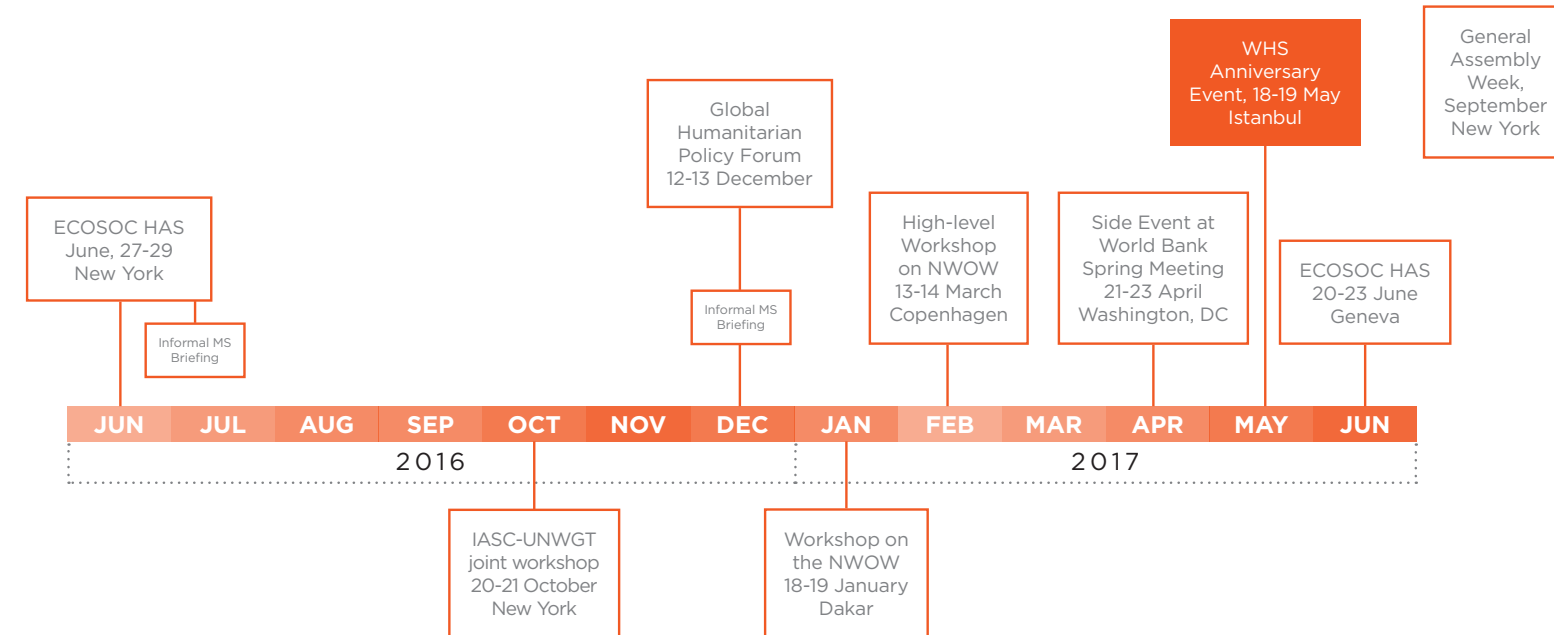 ECOSOC HAS
June, 27-29
New York
Informal MS
Briefing
Global
Humanitarian
Policy Forum
12-13 December
Informal MS
Briefing
High-level
Workshop
on NWOW
13-14 March
Copenhagen
Side Event at
World Bank
Spring Meeting
21-23 April
Washington, DC
WHS
Anniversary
Event, 18-19 May
Istanbul
ECOSOC HAS
20-23 June
Geneva
General
Assembly
Week,
September
New York
JUN JUL AUG SEP OCT NOV DEC JAN FEB MAR APR MAY JUN
2016 2017
IASC-UNWGT
joint workshop
20-21 October
New York
Workshop on
the NWOW
18-19 January
Dakar